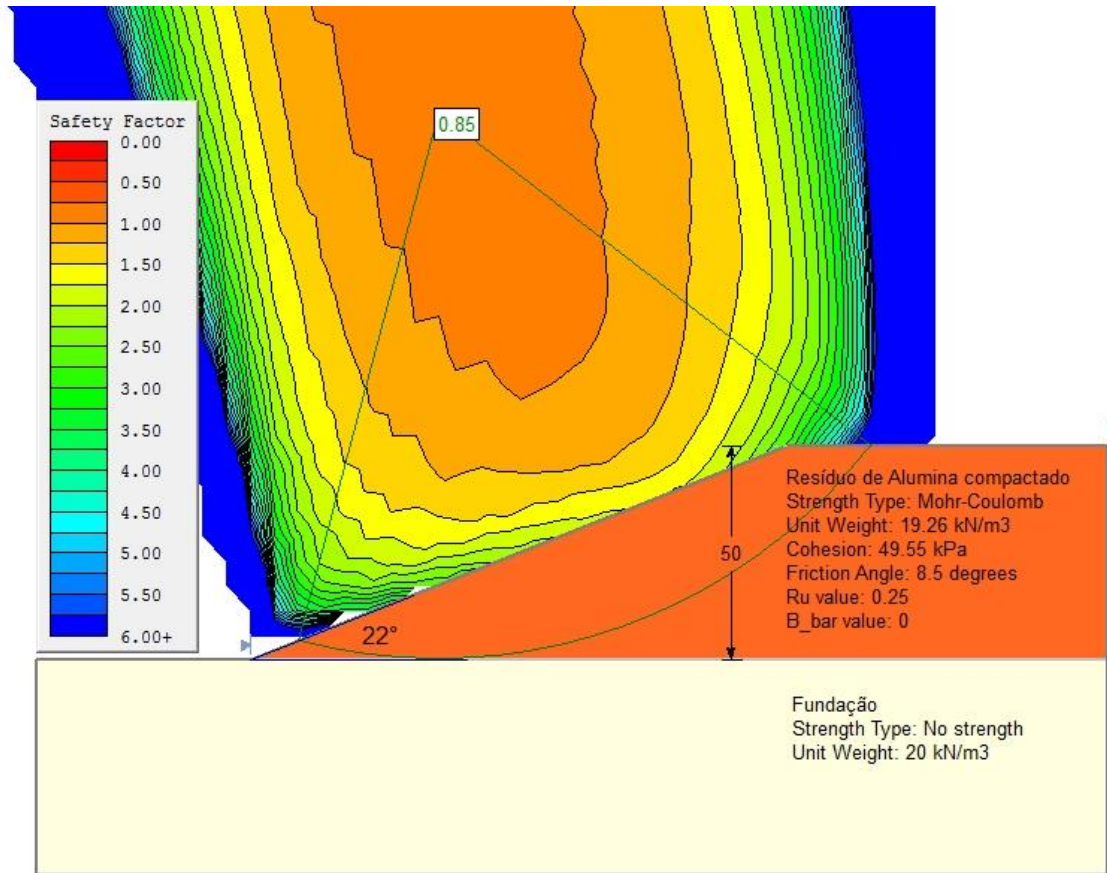 Safety Factor
0.00
0.50
1.00
1.50
2.00
2.50
3.00
3.50
4.00
4.50
5.00
5.50
6.00+
0.85
22°
50
Resíduo de Alumina compactado
Strength Type: Mohr-Coulomb
Unit Weight: 19.26 kN/m3
Cohesion: 49.55 kPa
Friction Angle: 8.5 degrees
Ru value: 0.25
B_bar value: 0
Fundação
Strength Type: No strength
Unit Weight: 20 kN/m3